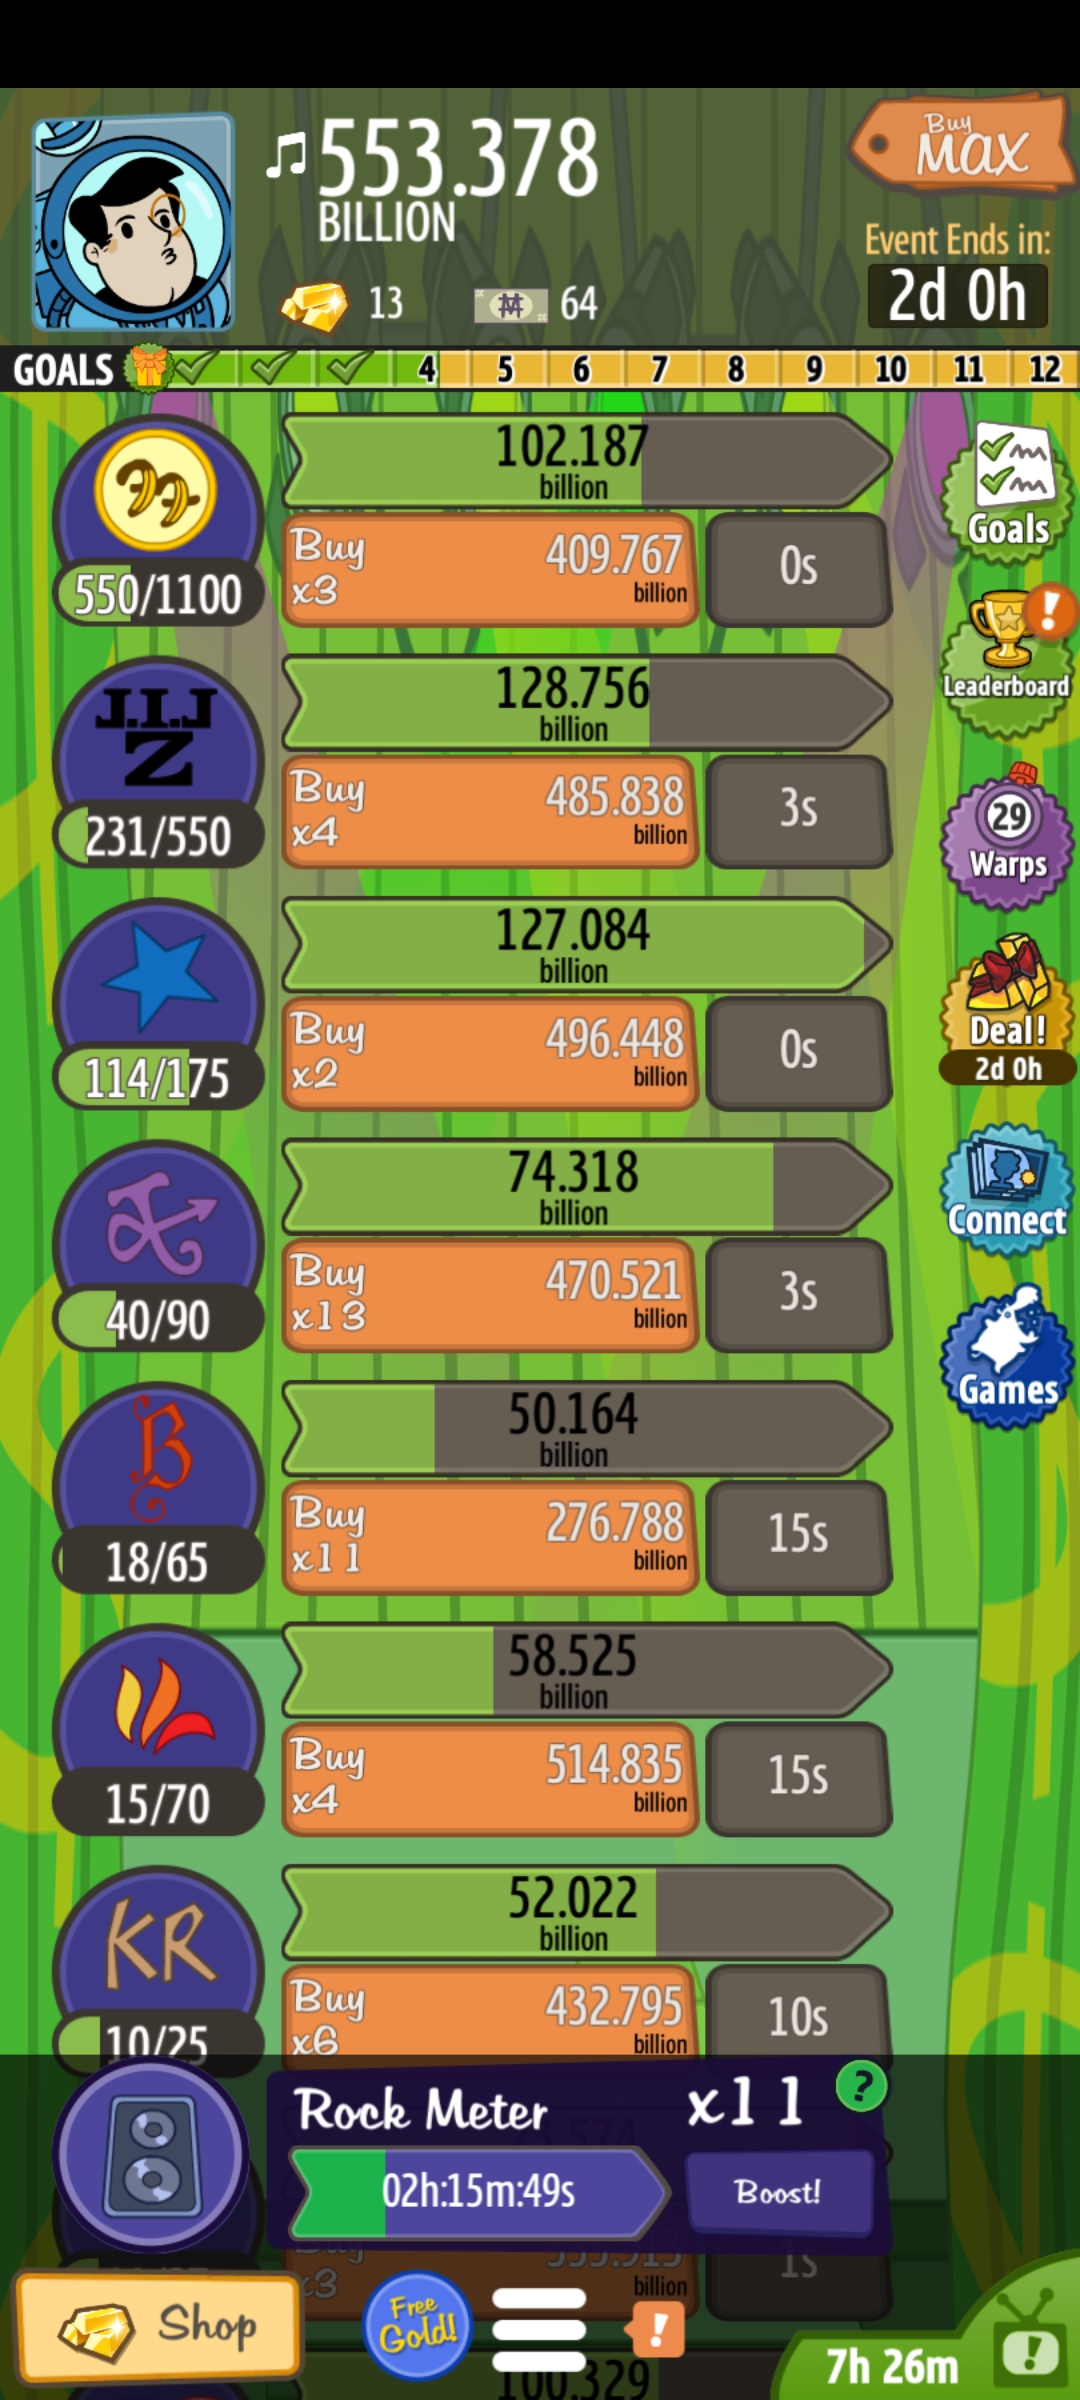 553.378
BILLION
Buy
MAX
Event Ends in:
2d 0h
13
64
GOALS 4 5 6 7 8 9 10 11 12
102.187
billion
550/1100
Buy
x3
409.767
billion
0s
Goals
128.756
billion
J.I.J
Z
231/550
Buy
x4
485.838
billion
3s
Leaderboard
29
Warps
127.084
billion
114/175
Buy
x2
496.448
billion
0s
Deal!
2d 0h
74.318
billion
40/90
Buy
x13
470.521
billion
3s
Connect
50.164
billion
B
18/65
Buy
x11
276.788
billion
15s
Games
58.525
billion
15/70
Buy
x4
514.835
billion
15s
52.022
billion
KR
10/25
Buy
x6
432.795
billion
10s
Rock Meter
x11
?
02h:15m:49s
Boost!
Buy
x3
billion
1s
Shop
Free
Gold!
!
100.329
7h 26m